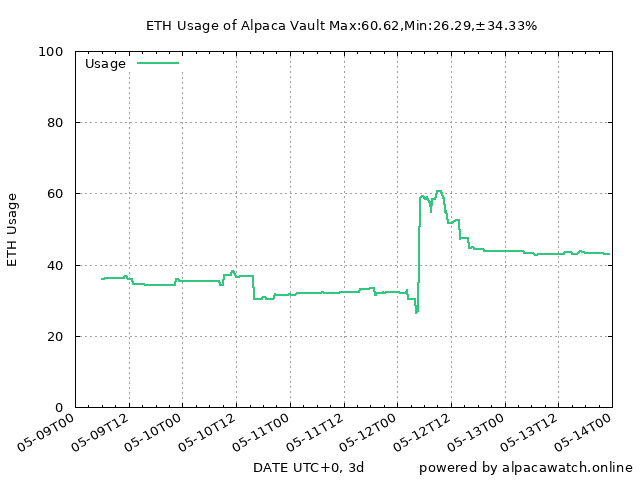 ETH Usage of Alpaca Vault Max:60.62,Min:26.29,±34.33%
Usage
100
80
60
40
20
0
ETH Usage
05-09T00
05-09T12
05-10T00
05-10T12
05-11T00
05-11T12
05-12T00
05-12T12
05-13T00
05-13T12
05-14T00
DATE UTC+0, 3d
powered by alpacawatch.online